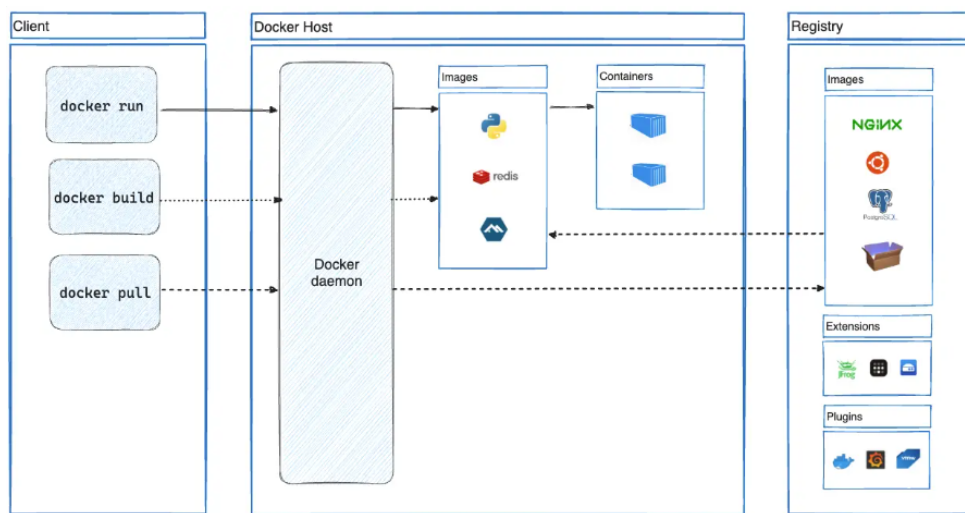 Client
docker run
docker build
docker pull
Docker Host
Docker
daemon
Images
redis
Containers
Registry
Images
NGINX
PostgreSQL
Extensions
JFrog
Plugins
vmw